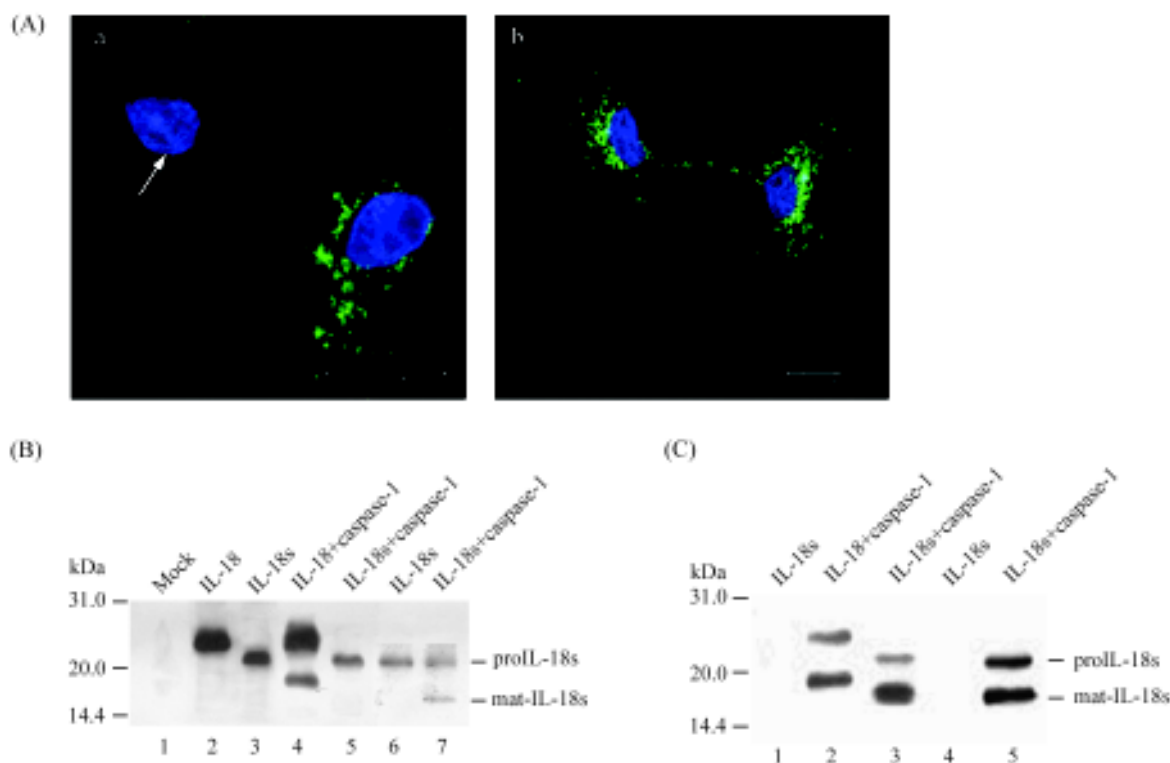 (A)
a
b
(B)
(C)
kDa
Mock
IL-18
IL-18s
IL-18+caspase-1
IL-18s+caspase-1
IL-18s
IL-18s+caspase-1
31.0
20.0
14.4
proIL-18s
mat-IL-18s
1 2 3 4 5 6 7
kDa
IL-18s
IL-18+caspase-1
IL-18s+caspase-1
IL-18s
IL-18s+caspase-1
31.0
20.0
14.4
proIL-18s
mat-IL-18s
1 2 3 4 5